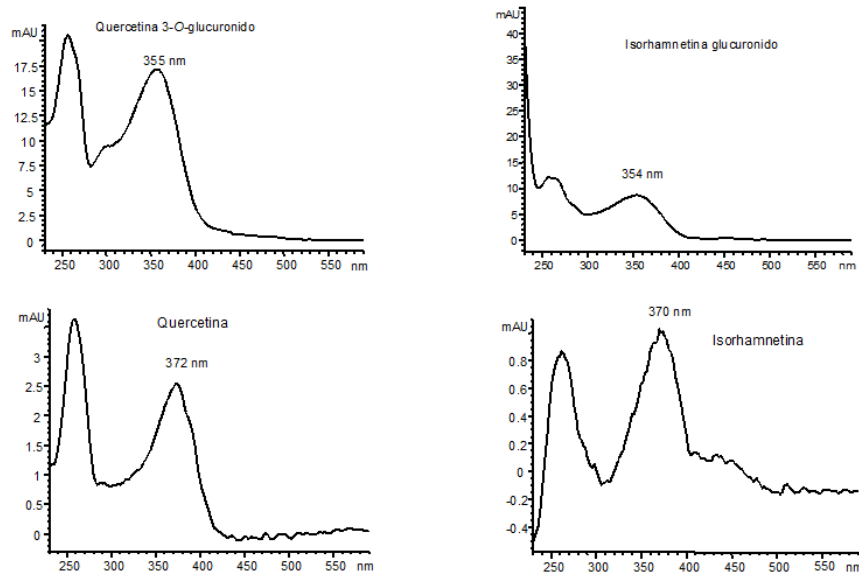 mAU
Quercetina 3-O-glucuronido
355 nm
17.5
15
12.5
10
7.5
5
2.5
0
250 300 350 400 450 500 550 nm
mAU
Isorhamnetina glucuronido
354 nm
40
35
30
25
20
15
10
5
0
250 300 350 400 450 500 550 nm
mAU
Quercetina
372 nm
3
2.5
2
1.5
1
0.5
0
250 300 350 400 450 500 550 nm
370 nm
mAU
Isorhamnetina
0.8
0.6
0.4
0.2
0
-0.2
-0.4
250 300 350 400 450 500 550 nm